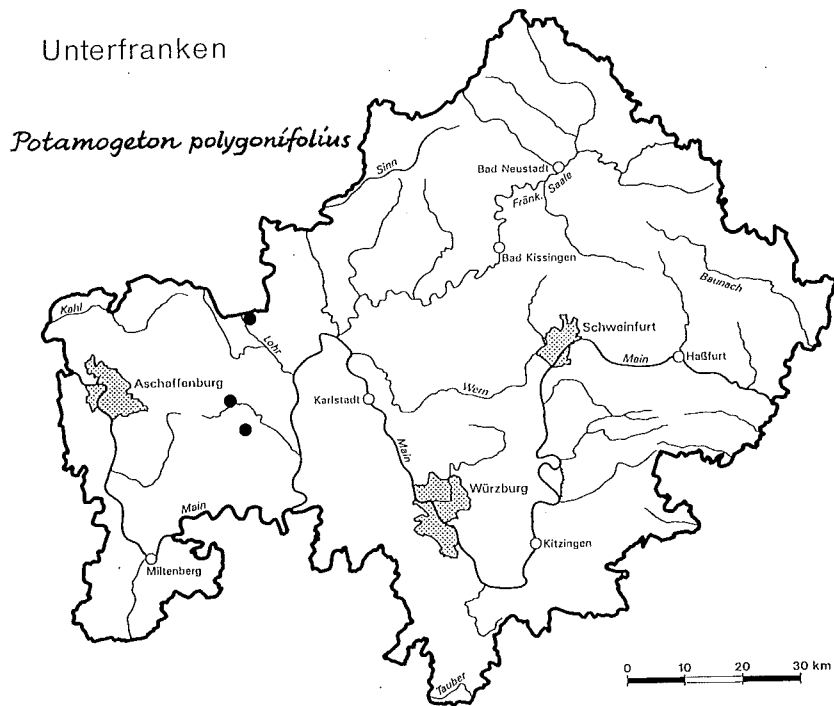 Unterfranken
Potamogeton polygonifolius
Sinn
Bad Neustadt
Fränk. Saale
Bad Kissingen
Baunach
Kahl
Lohr
Schweinfurt
Main
Haßfurt
Aschaffenburg
Karlstadt
Wern
Main
Würzburg
Main
Kitzingen
Miltenberg
Tauber
0 10 20 30 km